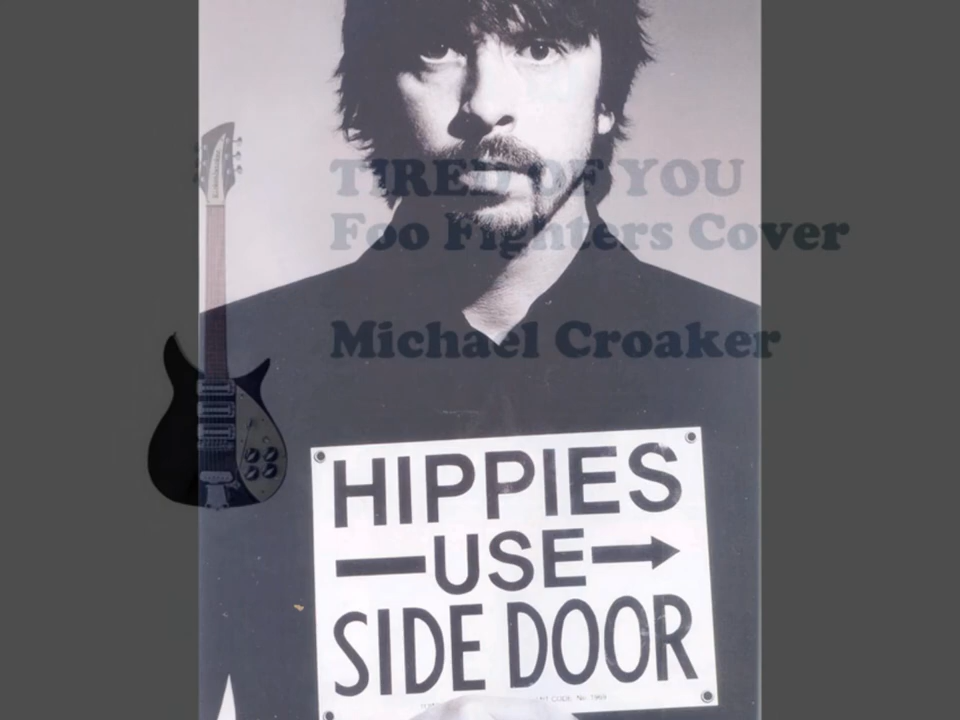 TIRED OF YOU
Foo Fighters Cover
Michael Croaker
HIPPIES
USE
SIDE DOOR